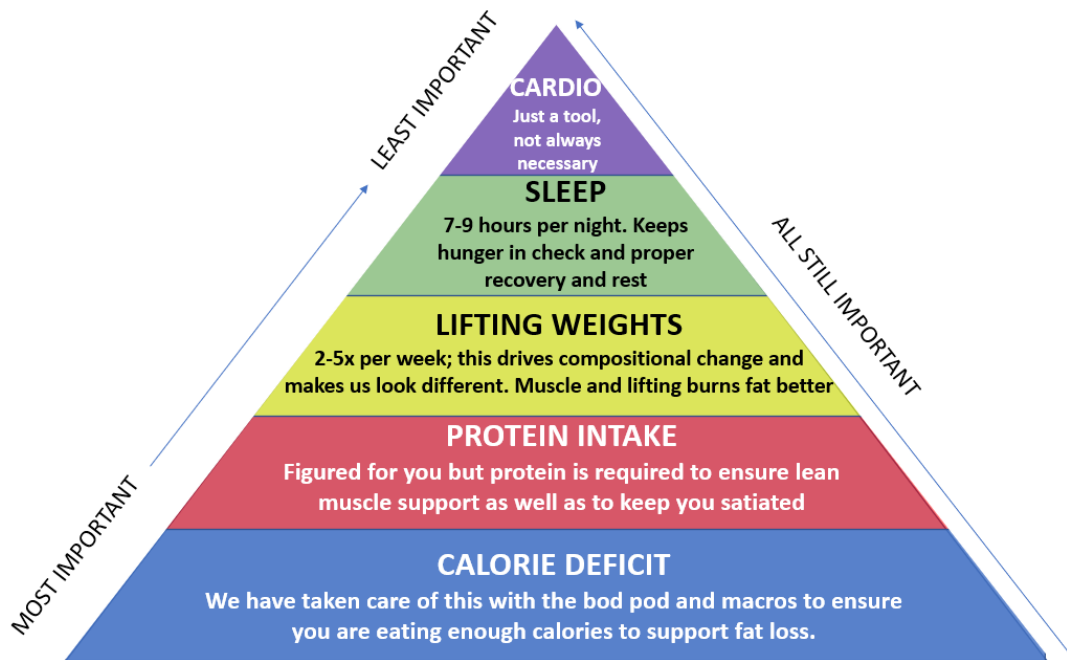 LEAST IMPORTANT
MOST IMPORTANT
ALL STILL IMPORTANT
CARDIO
Just a tool,
not always
necessary
SLEEP
7-9 hours per night. Keeps
hunger in check and proper
recovery and rest
LIFTING WEIGHTS
2-5x per week; this drives compositional change and
makes us look different. Muscle and lifting burns fat better
PROTEIN INTAKE
Figured for you but protein is required to ensure lean
muscle support as well as to keep you satiated
CALORIE DEFICIT
We have taken care of this with the bod pod and macros to ensure
you are eating enough calories to support fat loss.